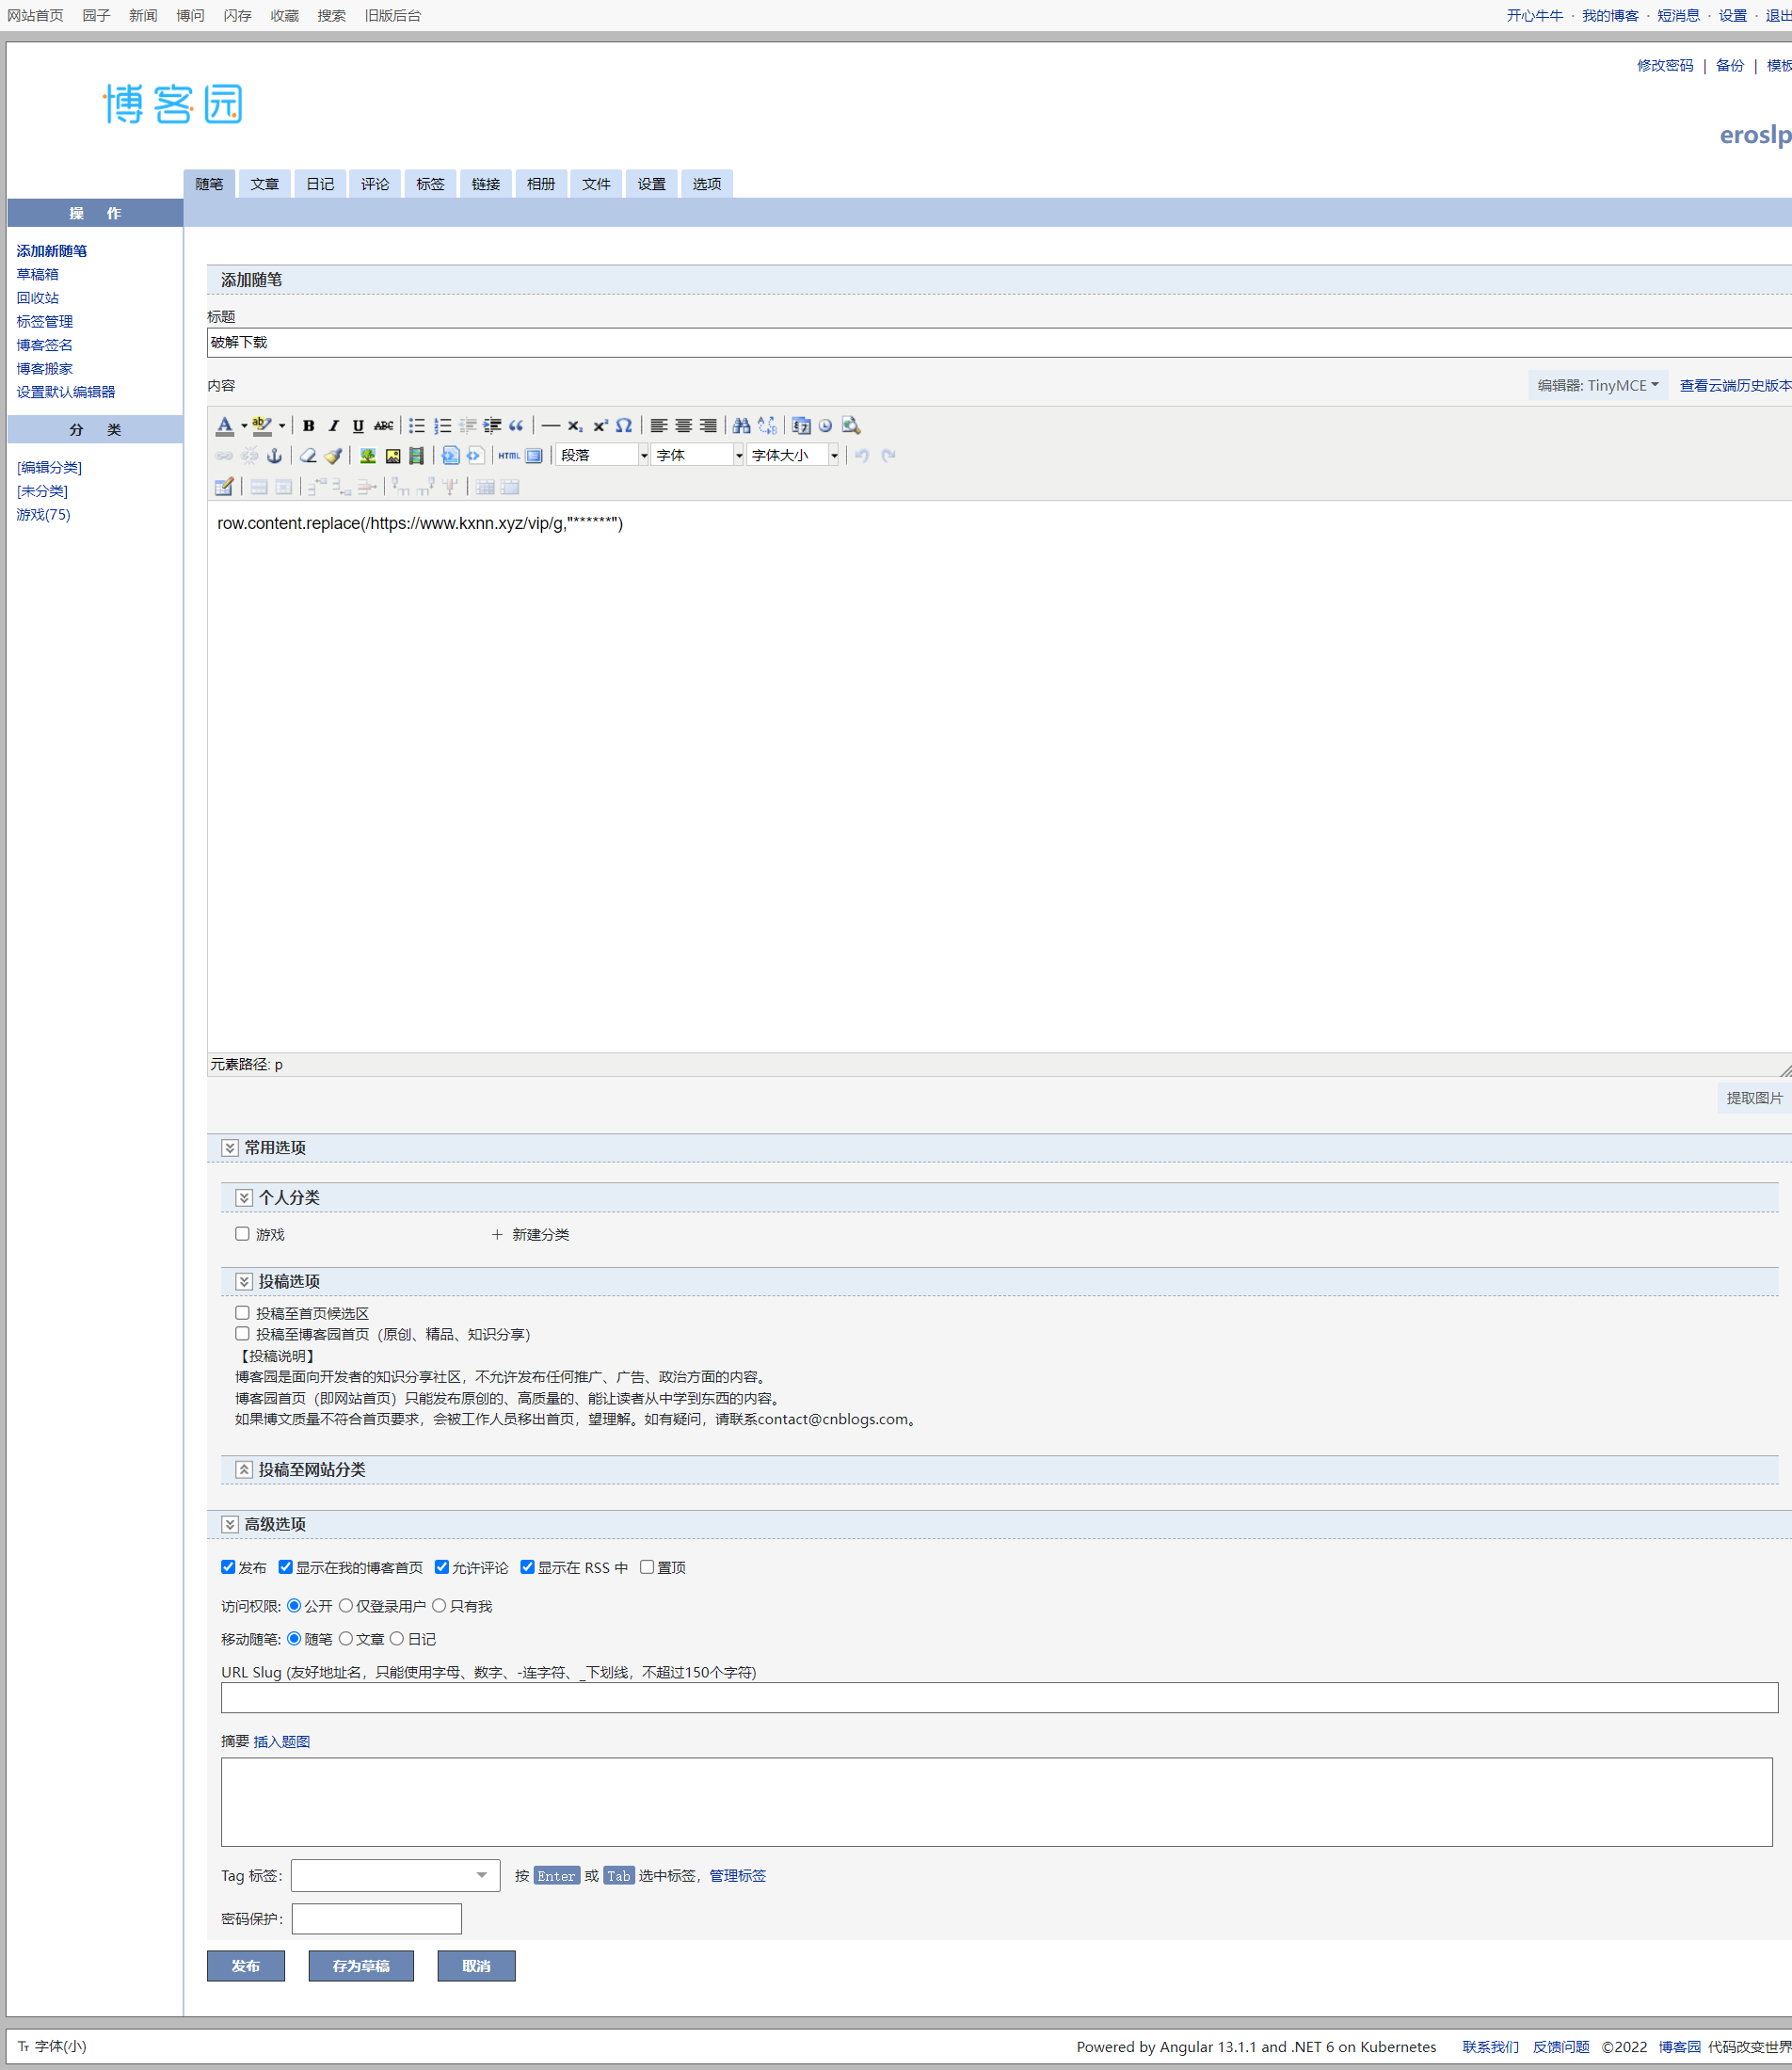 网站首页 园子 新闻 博问 闪存 收藏 搜索 旧版后台
开心牛牛 · 我的博客 · 短消息 · 设置 · 退出
修改密码 | 备份 | 模板
博客园
eroslp
随笔 文章 日记 评论 标签 链接 相册 文件 设置 选项
操 作
添加新随笔
草稿箱
回收站
标签管理
博客签名
博客搬家
设置默认编辑器
分 类
[编辑分类]
[未分类]
游戏(75)
添加随笔
标题
破解下载
内容
编辑器: TinyMCE 查看云端历史版本
HTML 段落 字体 字体大小
row.content.replace(/https://www.kxnn.xyz/vip/g,"******")
元素路径: p
提取图片
常用选项
个人分类
游戏 + 新建分类
投稿选项
投稿至首页候选区
投稿至博客园首页（原创、精品、知识分享）
【投稿说明】
博客园是面向开发者的知识分享社区，不允许发布任何推广、广告、政治方面的内容。
博客园首页（即网站首页）只能发布原创的、高质量的、能让读者从中学到东西的内容。
如果博文质量不符合首页要求，会被工作人员移出首页，望理解。如有疑问，请联系contact@cnblogs.com。
投稿至网站分类
高级选项
发布 显示在我的博客首页 允许评论 显示在 RSS 中 置顶
访问权限: 公开 仅登录用户 只有我
移动随笔: 随笔 文章 日记
URL Slug (友好地址名，只能使用字母、数字、-连字符、_下划线，不超过150个字符)
摘要 插入题图
Tag 标签: 按 Enter 或 Tab 选中标签，管理标签
密码保护:
发布 存为草稿 取消
字体(小)
Powered by Angular 13.1.1 and .NET 6 on Kubernetes 联系我们 反馈问题 ©2022 博客园 代码改变世界